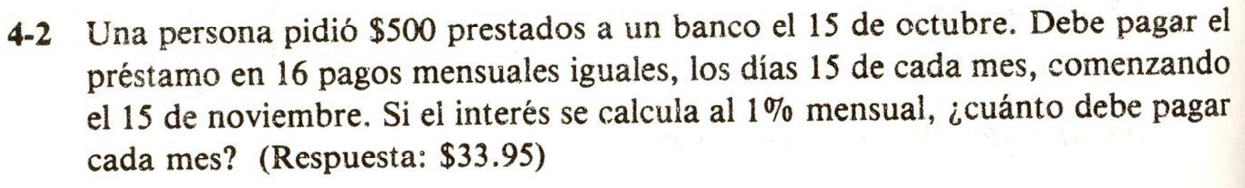 4-2 Una persona pidió $500 prestados a un banco el 15 de octubre. Debe pagar el
préstamo en 16 pagos mensuales iguales, los días 15 de cada mes, comenzando
el 15 de noviembre. Si el interés se calcula al 1% mensual, ¿cuánto debe pagar
cada mes? (Respuesta: $33.95)